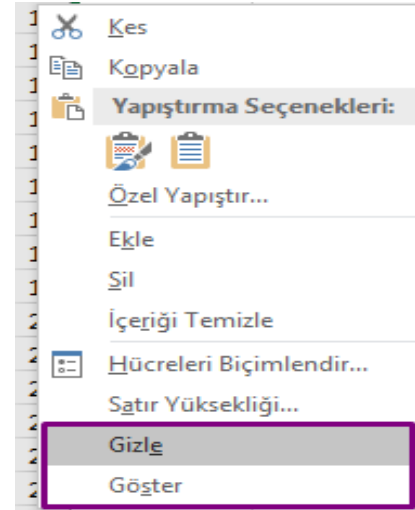 Kes
Kopyala
Yapıştırma Seçenekleri:
Özel Yapıştır...
Ekle
Sil
İçeriği Temizle
Hücreleri Biçimlendir...
Satır Yüksekliği...
Gizle
Göster